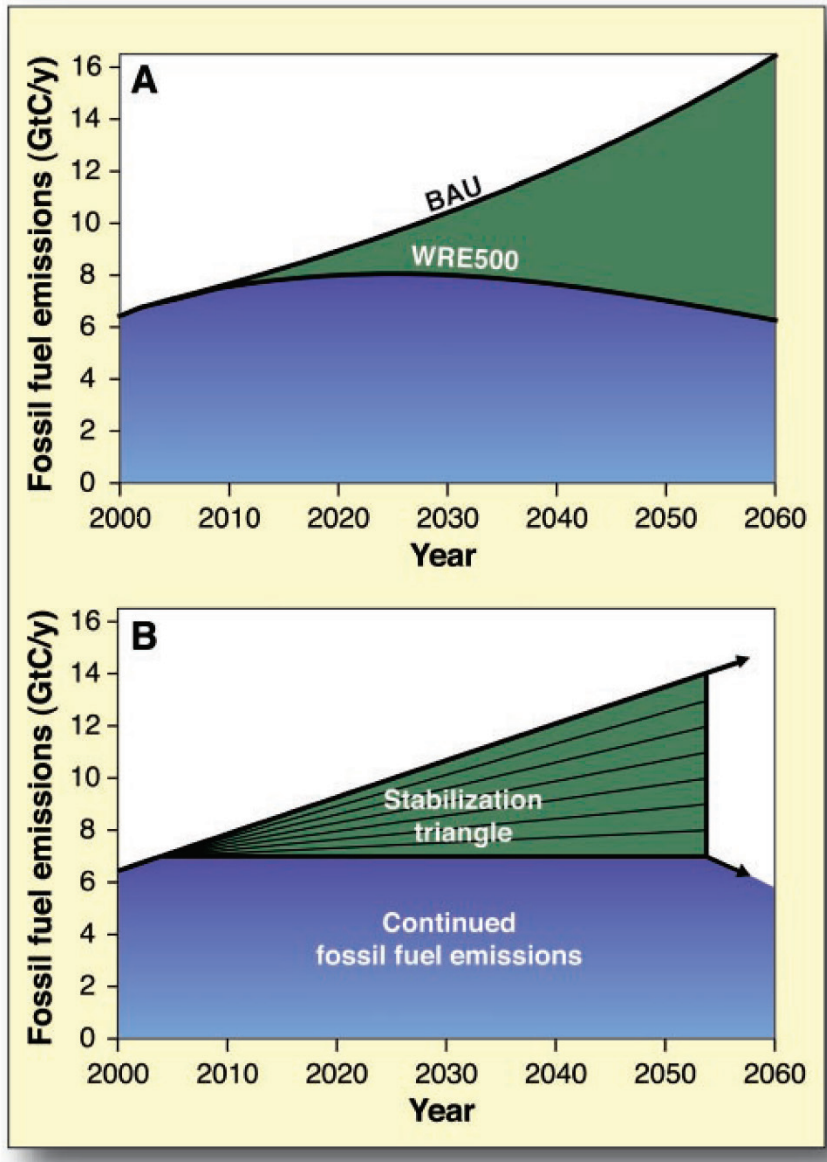 A
Fossil fuel emissions (GtC/y)
16
14
12
10
8
6
4
2
0
BAU
WRE500
2000 2010 2020 2030 2040 2050 2060
Year
B
Fossil fuel emissions (GtC/y)
16
14
12
10
8
6
4
2
0
Stabilization
triangle
Continued
fossil fuel emissions
2000 2010 2020 2030 2040 2050 2060
Year